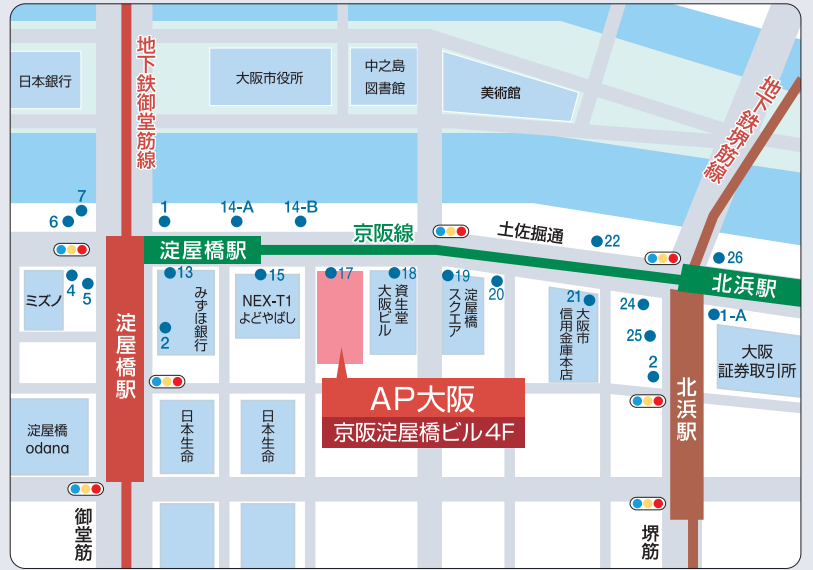 日本銀行
大阪市役所
中之島
図書館
美術館
地下鉄御堂筋線
地下鉄堺筋線
7
6
1
14-A
14-B
京阪線
土佐掘通
22
26
淀屋橋駅
北浜駅
4
5
13
15
17
18
19
20
21
24
25
2
1-A
ミズノ
みずほ銀行
2
NEX-T1
よどやばし
資生堂
大阪ビル
淀屋橋
スクエア
大阪市
信用金庫本店
大阪
証券取引所
淀屋橋駅
北浜駅
AP大阪
京阪淀屋橋ビル4F
淀屋橋
odana
日本生命
日本生命
御堂筋
堺筋